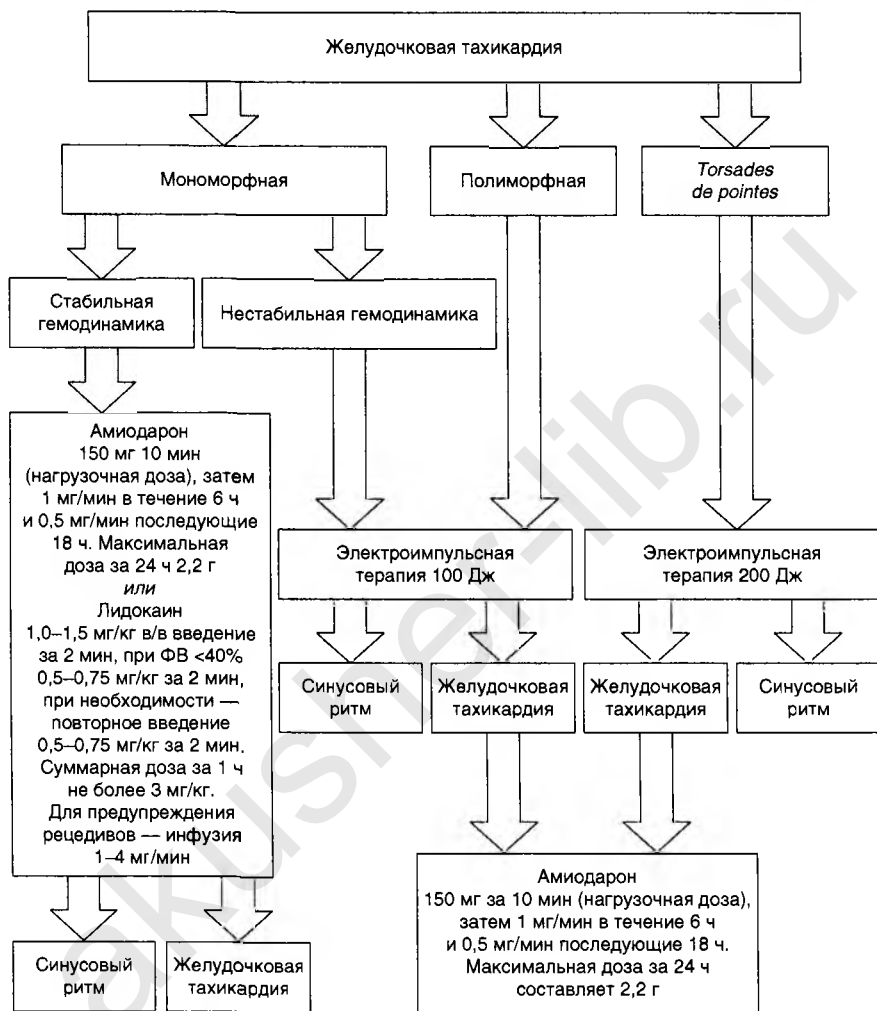 Желудочковая тахикардия
Мономорфная
Полиморфная
Torsades
de pointes
Стабильная
гемодинамика
Нестабильная гемодинамика
Амиодарон
150 мг 10 мин
(нагрузочная доза), затем
1 мг/мин в течение 6 ч
и 0,5 мг/мин последующие
18 ч. Максимальная
доза за 24 ч 2,2 г
или
Лидокаин
1,0–1,5 мг/кг в/в введение
за 2 мин, при ФВ <40%
0,5–0,75 мг/кг за 2 мин,
при необходимости —
повторное введение
0,5–0,75 мг/кг за 2 мин.
Суммарная доза за 1 ч
не более 3 мг/кг.
Для предупреждения
рецедивов — инфузия
1–4 мг/мин
Электроимпульсная
терапия 100 Дж
Электроимпульсная
терапия 200 Дж
Синусовый
ритм
Желудочковая
тахикардия
Желудочковая
тахикардия
Синусовый
ритм
Амиодарон
150 мг за 10 мин (нагрузочная доза),
затем 1 мг/мин в течение 6 ч
и 0,5 мг/мин последующие 18 ч.
Максимальная доза за 24 ч
составляет 2,2 г
Синусовый
ритм
Желудочковая
тахикардия
akusher-lib.ru